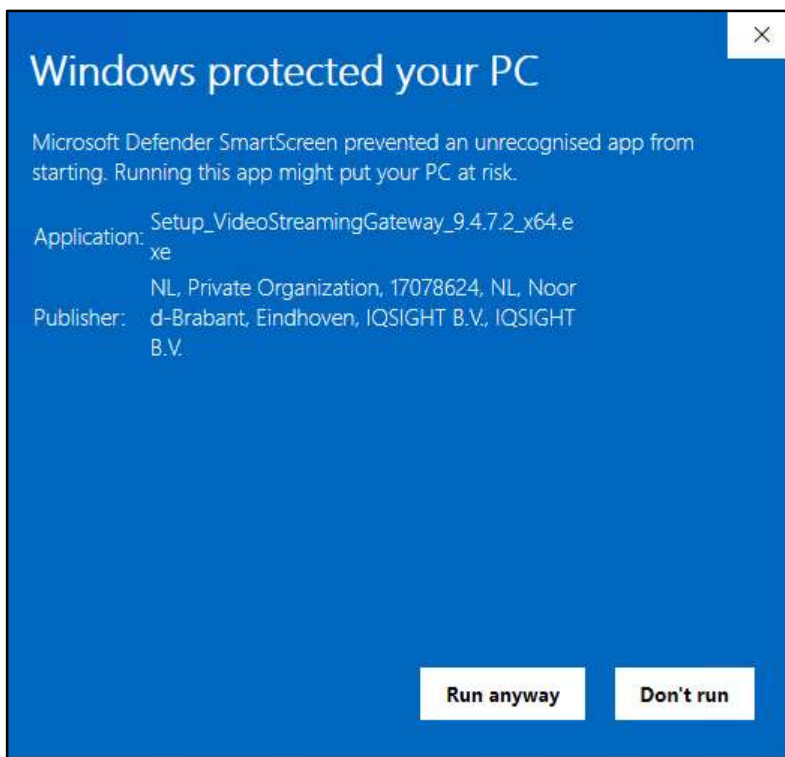 Windows protected your PC
Microsoft Defender SmartScreen prevented an unrecognised app from
starting. Running this app might put your PC at risk.
Application: Setup_VideoStreamingGateway_9.4.7.2_x64.e
xe
NL, Private Organization, 17078624, NL, Noor
Publisher: d-Brabant, Eindhoven, IQSIGHT B.V., IQSIGHT
B.V.
Run anyway Don't run